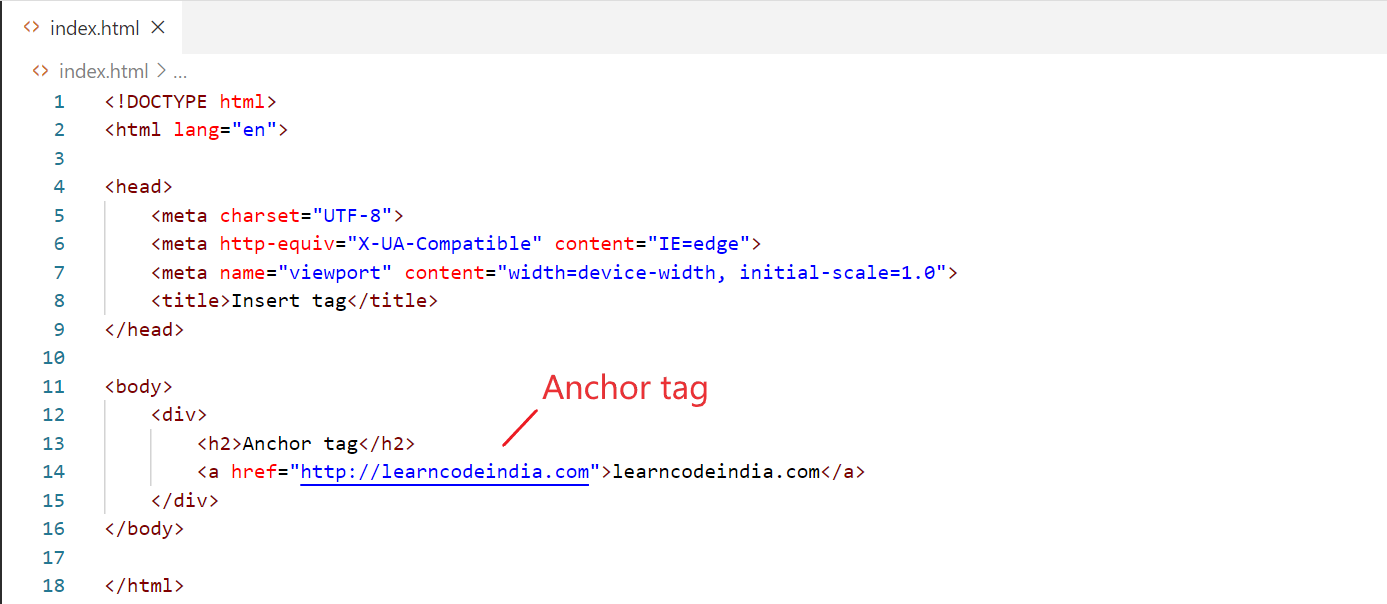 index.html
index.html > ...
1 <!DOCTYPE html>
2 <html lang="en">
3
4 <head>
5     <meta charset="UTF-8">
6     <meta http-equiv="X-UA-Compatible" content="IE=edge">
7     <meta name="viewport" content="width=device-width, initial-scale=1.0">
8     <title>Insert tag</title>
9 </head>
10
11 <body>
Anchor tag
12     <div>
13         <h2>Anchor tag</h2>
14         <a href="http://learncodeindia.com">learncodeindia.com</a>
15     </div>
16 </body>
17
18 </html>